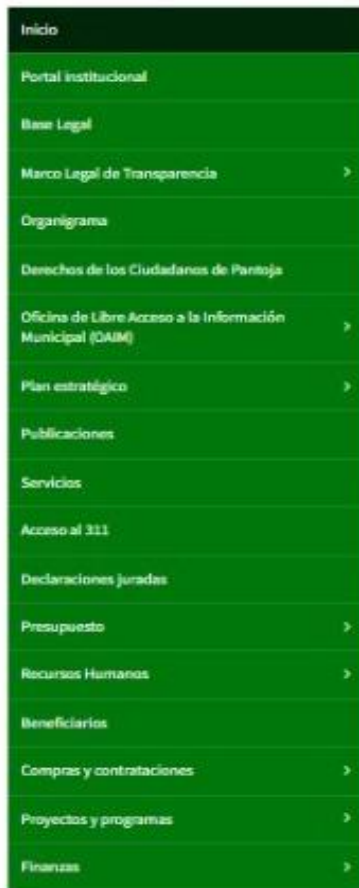 Inicio
Portal institucional
Base Legal
Marco Legal de Transparencia
Organigrama
Derechos de los Ciudadanos de Pantoja
Oficina de Libre Acceso a la Información
Municipal (OAIM)
Plan estratégico
Publicaciones
Servicios
Acceso al 311
Declaraciones juradas
Presupuesto
Recursos Humanos
Beneficiarios
Compras y contrataciones
Proyectos y programas
Finanzas